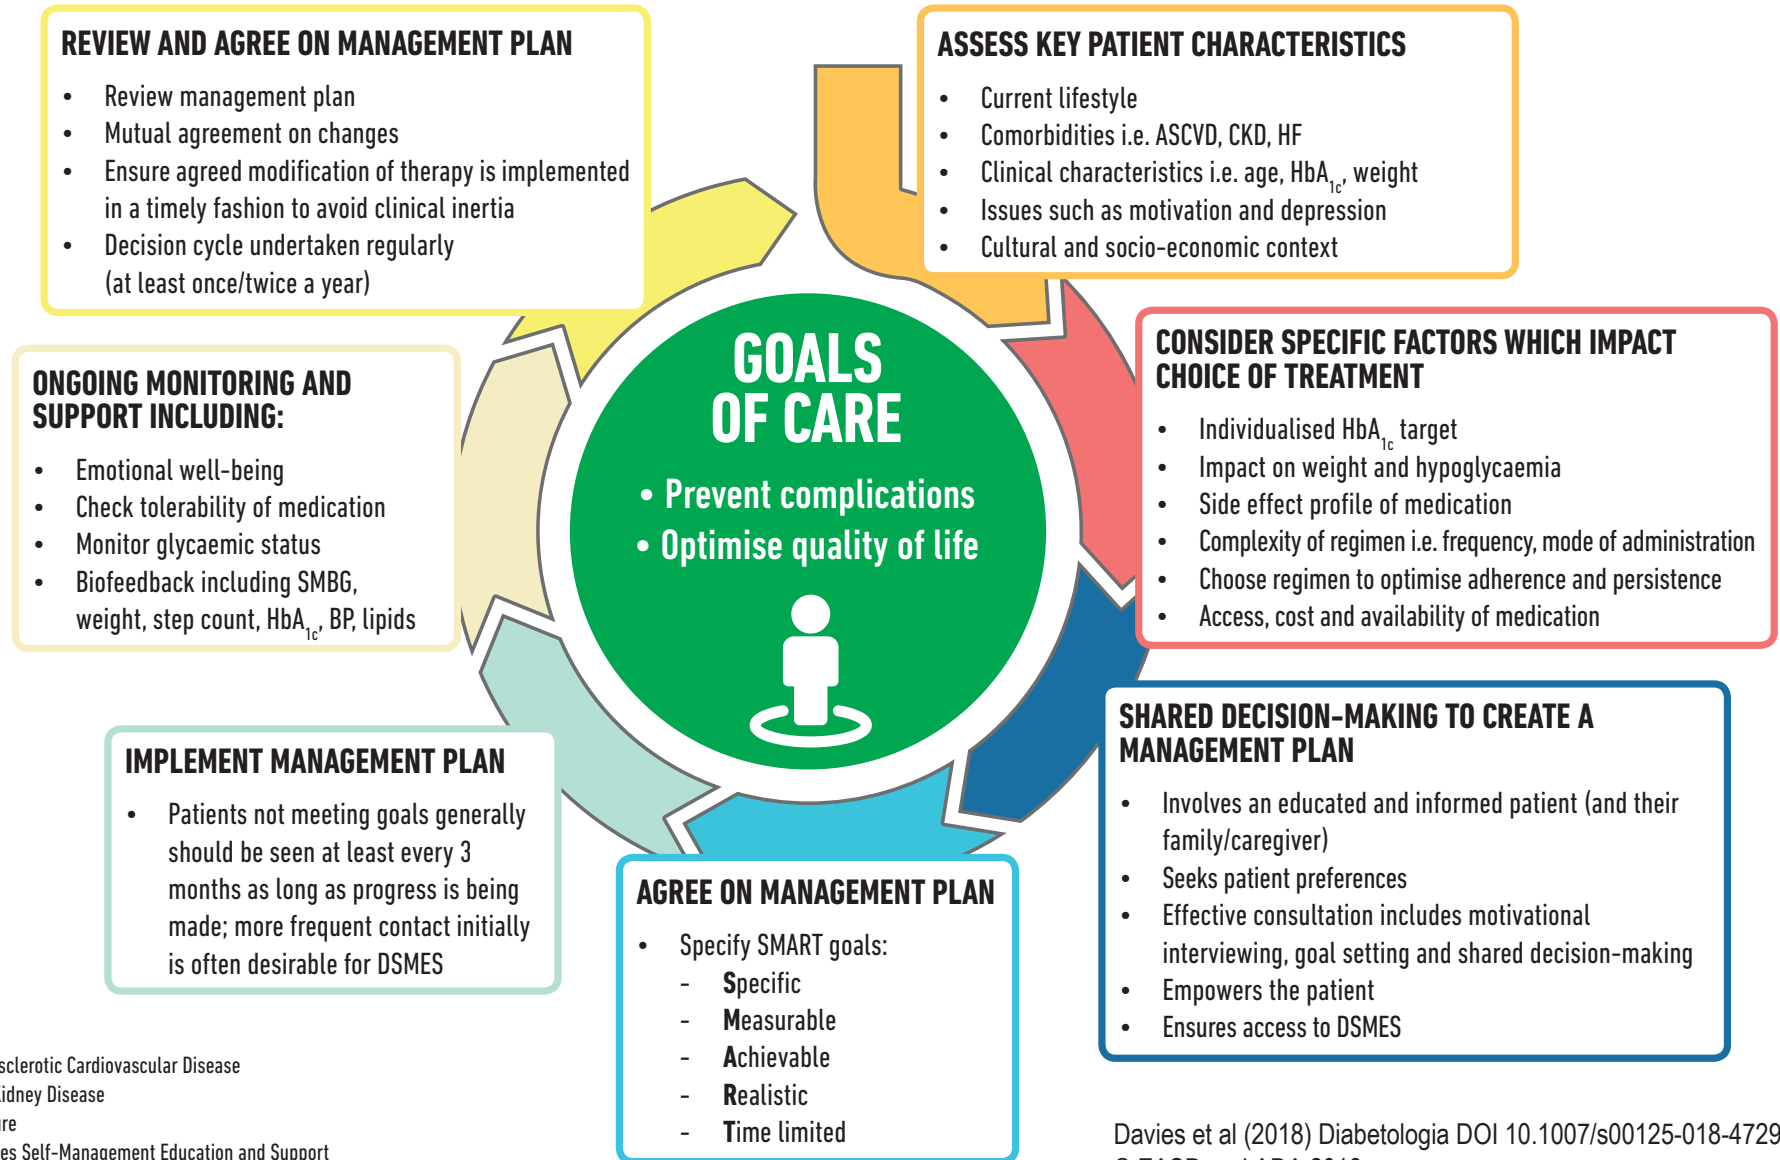 REVIEW AND AGREE ON MANAGEMENT PLAN
• Review management plan
• Mutual agreement on changes
• Ensure agreed modification of therapy is implemented
in a timely fashion to avoid clinical inertia
• Decision cycle undertaken regularly
(at least once/twice a year)
ASSESS KEY PATIENT CHARACTERISTICS
• Current lifestyle
• Comorbidities i.e. ASCVD, CKD, HF
• Clinical characteristics i.e. age, HbA1c, weight
• Issues such as motivation and depression
• Cultural and socio-economic context
CONSIDER SPECIFIC FACTORS WHICH IMPACT
CHOICE OF TREATMENT
• Individualised HbA1c target
• Impact on weight and hypoglycaemia
• Side effect profile of medication
• Complexity of regimen i.e. frequency, mode of administration
• Choose regimen to optimise adherence and persistence
• Access, cost and availability of medication
SHARED DECISION-MAKING TO CREATE A
MANAGEMENT PLAN
• Involves an educated and informed patient (and their
family/caregiver)
• Seeks patient preferences
• Effective consultation includes motivational
interviewing, goal setting and shared decision-making
• Empowers the patient
• Ensures access to DSMES
AGREE ON MANAGEMENT PLAN
• Specify SMART goals:
- Specific
- Measurable
- Achievable
- Realistic
- Time limited
IMPLEMENT MANAGEMENT PLAN
• Patients not meeting goals generally
should be seen at least every 3
months as long as progress is being
made; more frequent contact initially
is often desirable for DSMES
ONGOING MONITORING AND
SUPPORT INCLUDING:
• Emotional well-being
• Check tolerability of medication
• Monitor glycaemic status
• Biofeedback including SMBG,
weight, step count, HbA1c, BP, lipids
GOALS
OF CARE
• Prevent complications
• Optimise quality of life
sclerotic Cardiovascular Disease
Kidney Disease
ure
es Self-Management Education and Support
Davies et al (2018) Diabetologia DOI 10.1007/s00125-018-4729